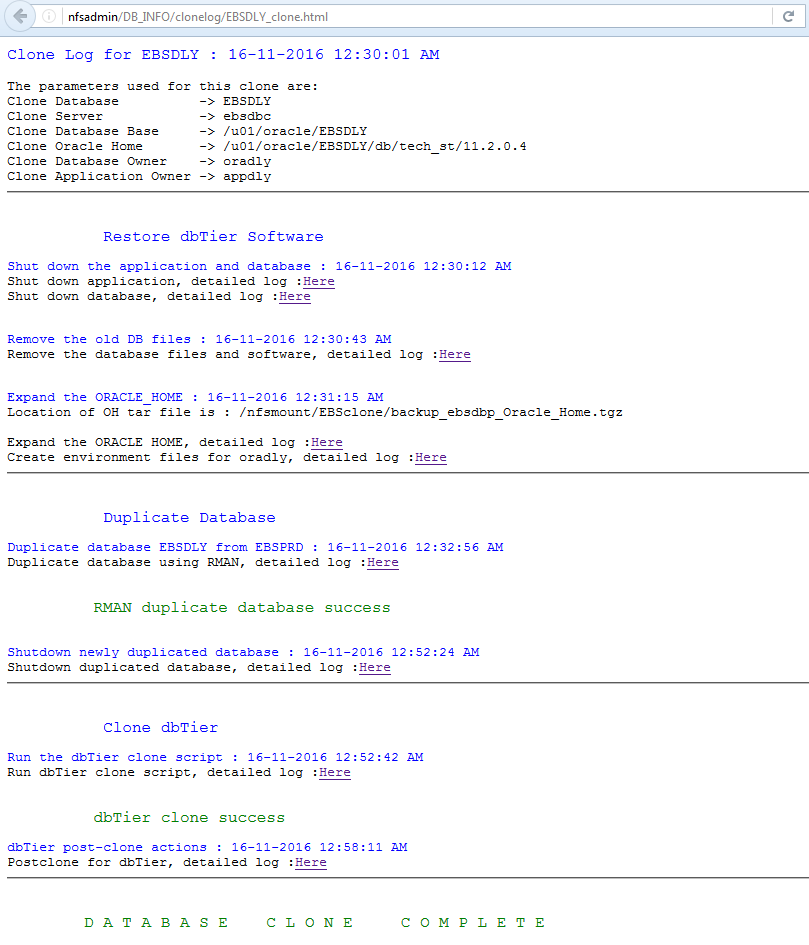 nfsadmin/DB_INFO/clonelog/EBSDLY_clone.html
Clone Log for EBSDLY : 16-11-2016 12:30:01 AM
The parameters used for this clone are:
Clone Database -> EBSDLY
Clone Server -> ebsdbc
Clone Database Base -> /u01/oracle/EBSDLY
Clone Oracle Home -> /u01/oracle/EBSDLY/db/tech_st/11.2.0.4
Clone Database Owner -> oradly
Clone Application Owner -> appdly
Restore dbTier Software
Shut down the application and database : 16-11-2016 12:30:12 AM
Shut down application, detailed log :Here
Shut down database, detailed log :Here
Remove the old DB files : 16-11-2016 12:30:43 AM
Remove the database files and software, detailed log :Here
Expand the ORACLE_HOME : 16-11-2016 12:31:15 AM
Location of OH tar file is : /nfsmount/EBSclone/backup_ebsdbp_Oracle_Home.tgz
Expand the ORACLE HOME, detailed log :Here
Create environment files for oradly, detailed log :Here
Duplicate Database
Duplicate database EBSDLY from EBSPRD : 16-11-2016 12:32:56 AM
Duplicate database using RMAN, detailed log :Here
RMAN duplicate database success
Shutdown newly duplicated database : 16-11-2016 12:52:24 AM
Shutdown duplicated database, detailed log :Here
Clone dbTier
Run the dbTier clone script : 16-11-2016 12:52:42 AM
Run dbTier clone script, detailed log :Here
dbTier clone success
dbTier post-clone actions : 16-11-2016 12:58:11 AM
Postclone for dbTier, detailed log :Here
D A T A B A S E   C L O N E   C O M P L E T E